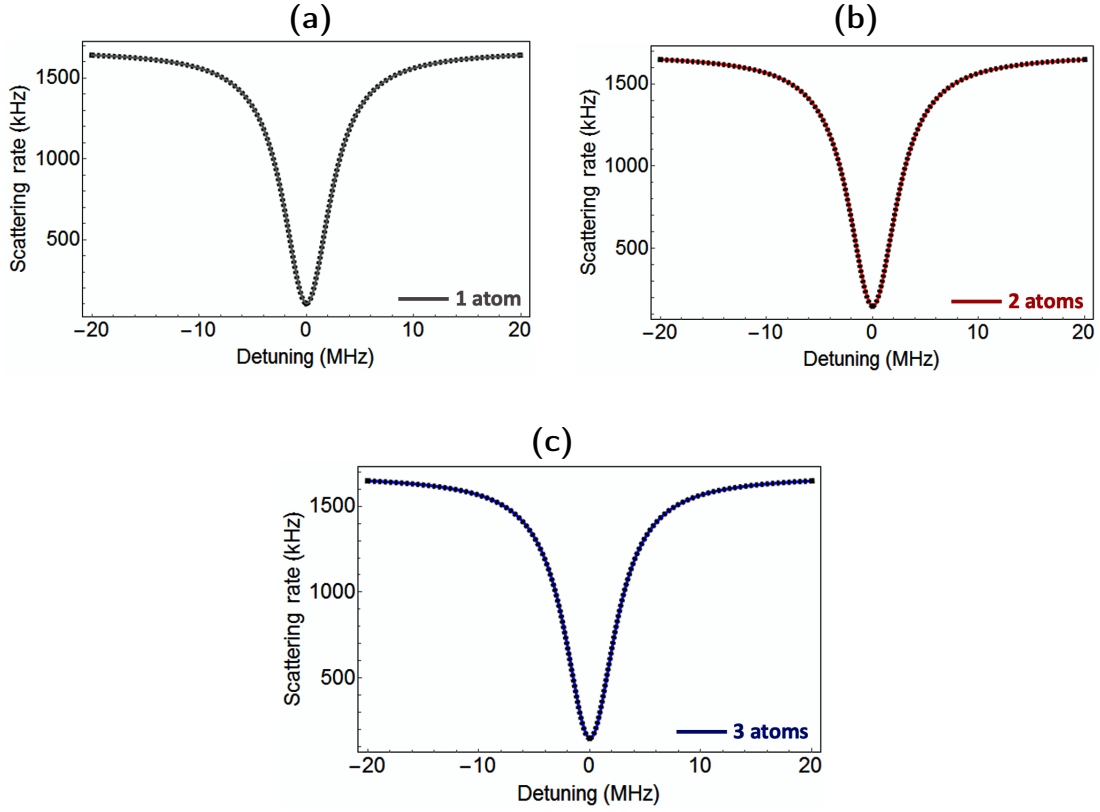 (a)
Scattering rate (kHz)
1500
1000
500
1 atom
−20 −10 0 10 20
Detuning (MHz)
(b)
Scattering rate (kHz)
1500
1000
500
2 atoms
−20 −10 0 10 20
Detuning (MHz)
(c)
Scattering rate (kHz)
1500
1000
500
3 atoms
−20 −10 0 10 20
Detuning (MHz)